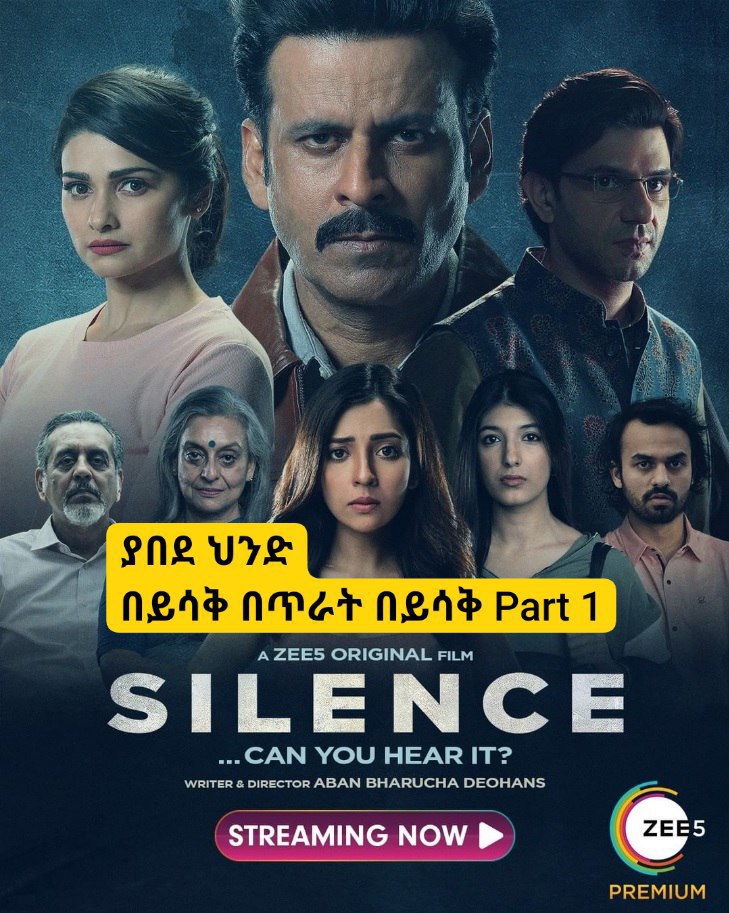 ያበደ ህንድ
በይሳቅ በጥራት በይሳቅ Part 1
A ZEE5 ORIGINAL FILM
SILENCE
...CAN YOU HEAR IT?
WRITER & DIRECTOR ABAN BHARUCHA DEOHANS
STREAMING NOW
ZEE5
PREMIUM